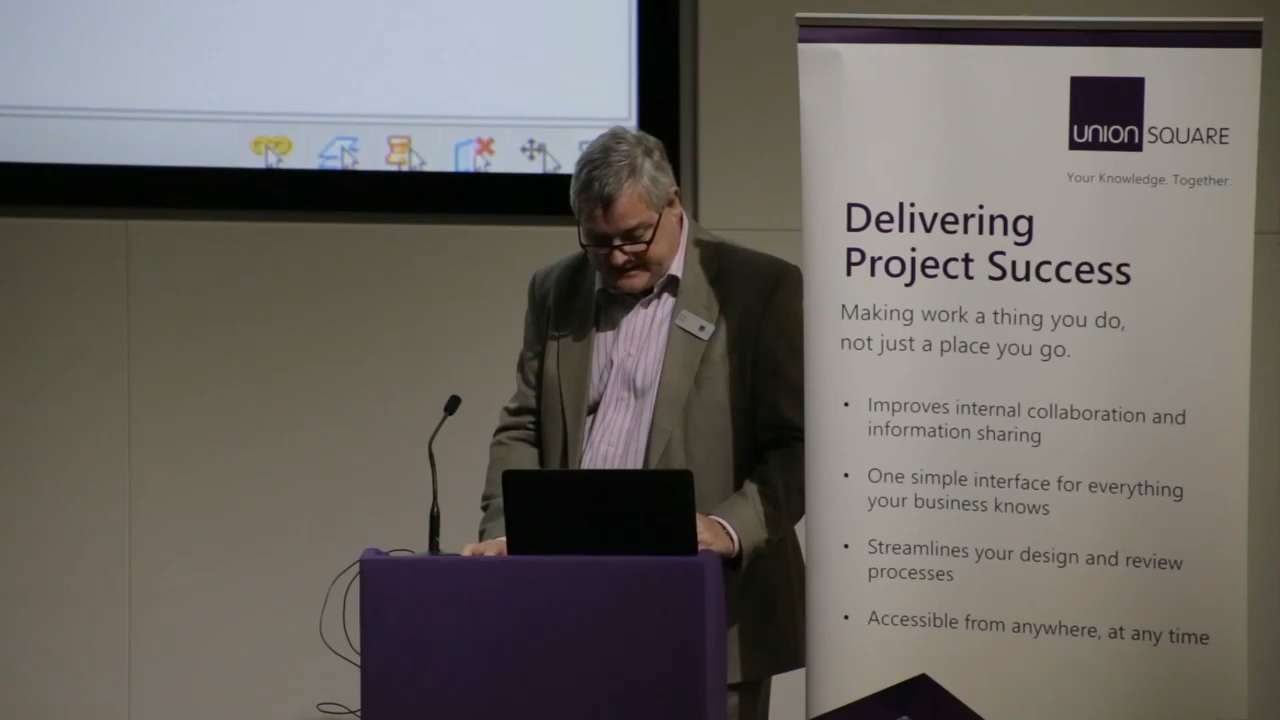 UNION SQUARE
Your Knowledge. Together.
Delivering
Project Success
Making work a thing you do,
not just a place you go.
• Improves internal collaboration and
information sharing
• One simple interface for everything
your business knows
• Streamlines your design and review
processes
• Accessible from anywhere, at any time